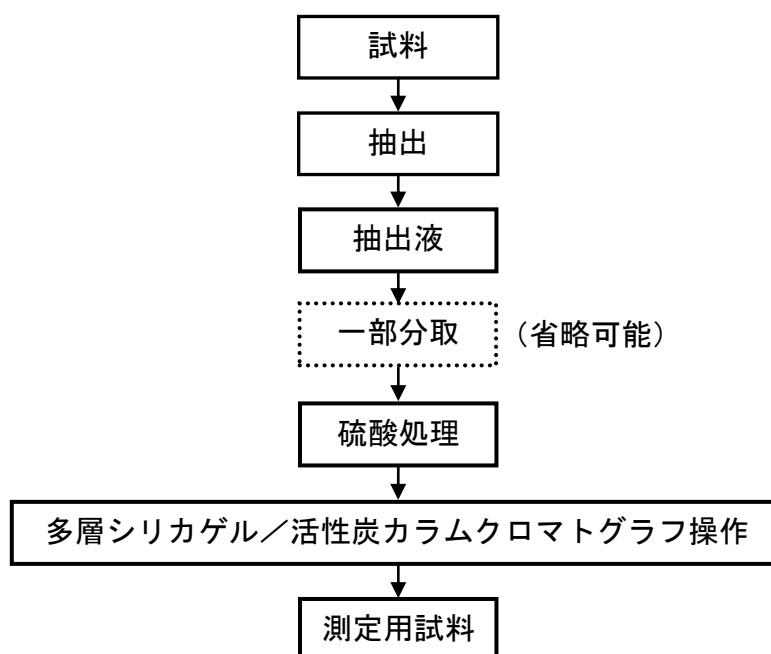 試料
抽出
抽出液
一部分取 （省略可能）
硫酸処理
多層シリカゲル／活性炭カラムクロマトグラフ操作
測定用試料